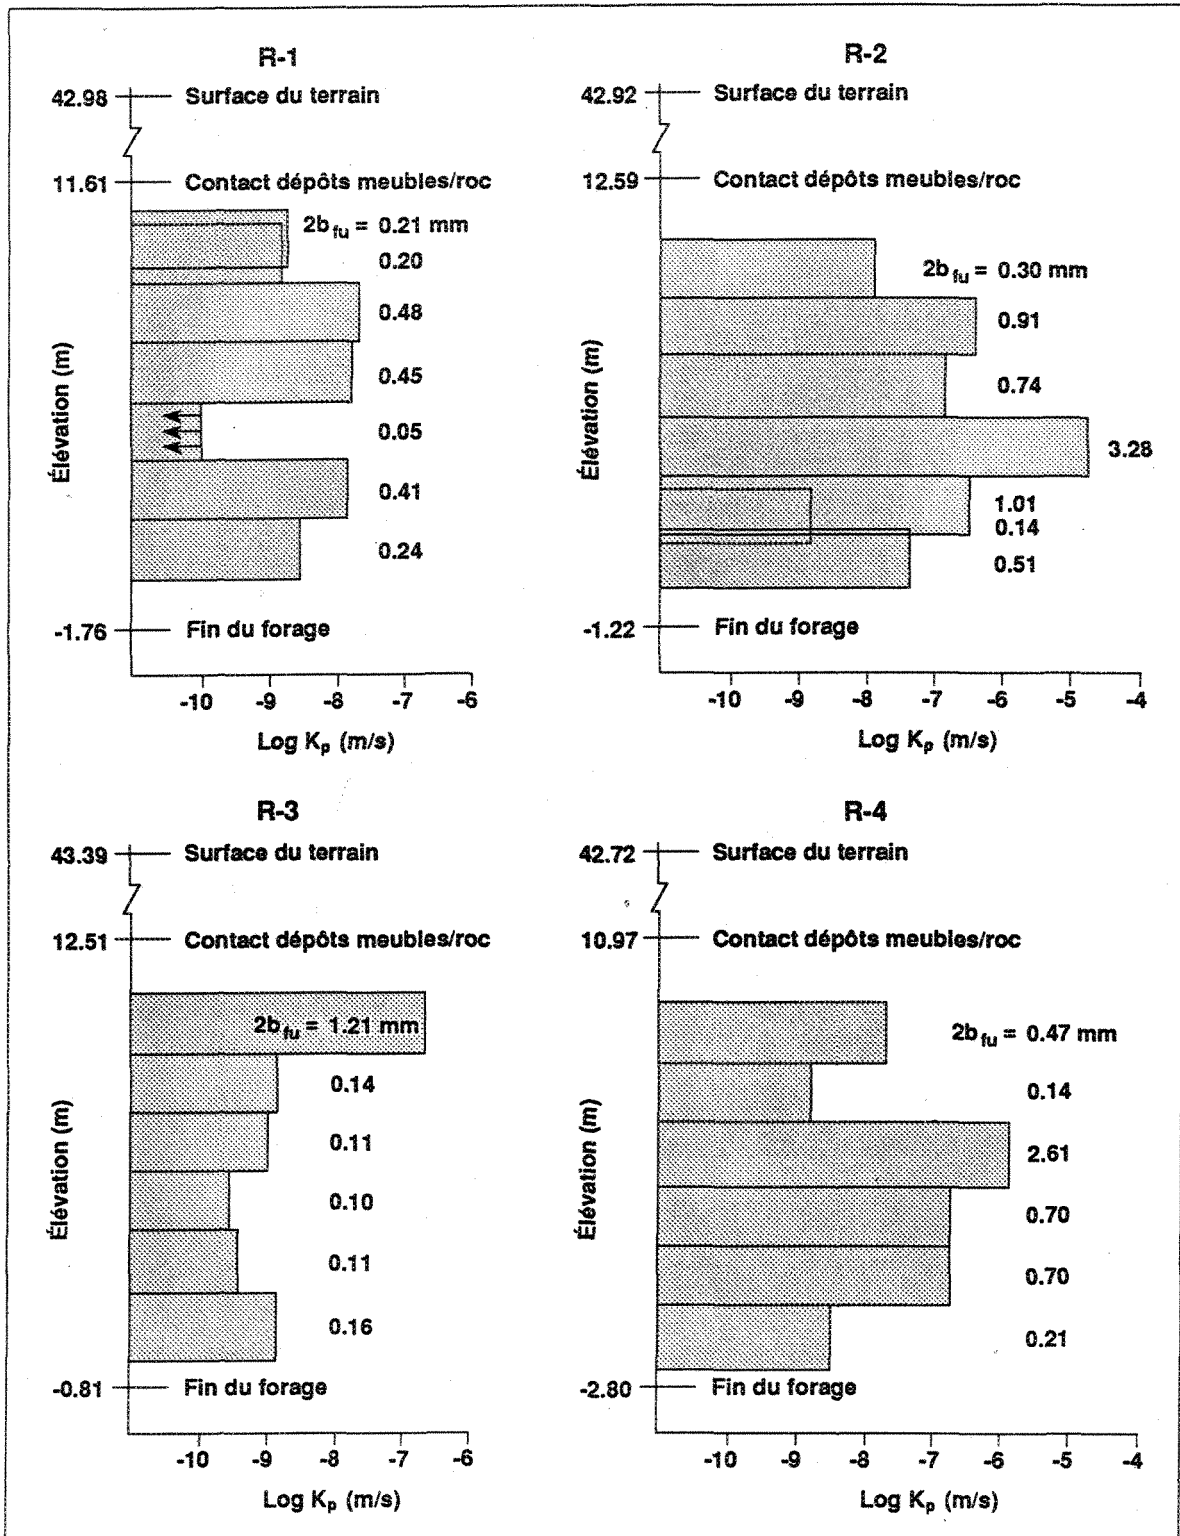 R-1
42.98 Surface du terrain
11.61 Contact dépôts meubles/roc
2b fu = 0.21 mm
0.20
0.48
0.45
0.05
0.41
0.24
Élévation (m)
-1.76 Fin du forage
-10 -9 -8 -7 -6
Log Kp (m/s)
R-2
42.92 Surface du terrain
12.59 Contact dépôts meubles/roc
2b fu = 0.30 mm
0.91
0.74
3.28
1.01
0.14
0.51
Élévation (m)
-1.22 Fin du forage
-10 -9 -8 -7 -6 -5 -4
Log Kp (m/s)
R-3
43.39 Surface du terrain
12.51 Contact dépôts meubles/roc
2b fu = 1.21 mm
0.14
0.11
0.10
0.11
0.16
Élévation (m)
-0.81 Fin du forage
-10 -9 -8 -7 -6
Log Kp (m/s)
R-4
42.72 Surface du terrain
10.97 Contact dépôts meubles/roc
2b fu = 0.47 mm
0.14
2.61
0.70
0.70
0.21
Élévation (m)
-2.80 Fin du forage
-10 -9 -8 -7 -6 -5 -4
Log Kp (m/s)